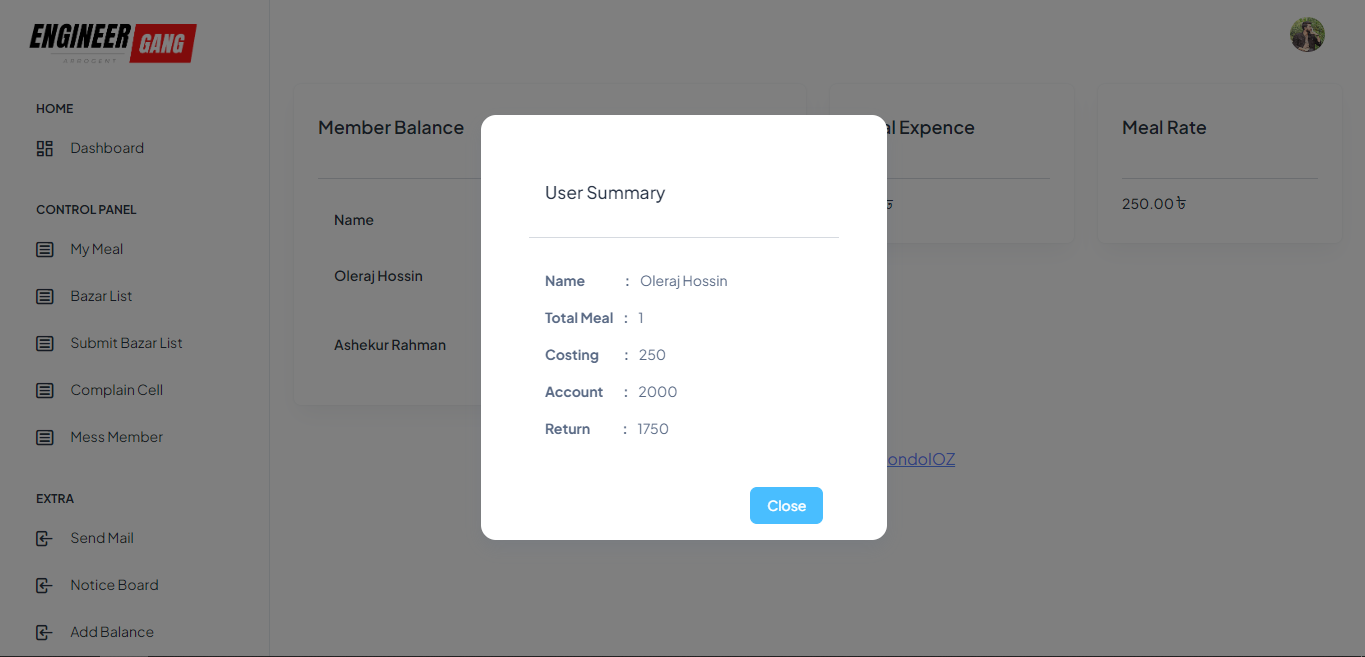 ENGINEER GANG
HOME
Dashboard
CONTROL PANEL
My Meal
Bazar List
Submit Bazar List
Complain Cell
Mess Member
EXTRA
Send Mail
Notice Board
Add Balance
Member Balance
Name
Oleraj Hossin
Ashekur Rahman
User Summary
Name : Oleraj Hossin
Total Meal : 1
Costing : 250
Account : 2000
Return : 1750
Close
Expence
Meal Rate
250.00 ৳
ondolOZ